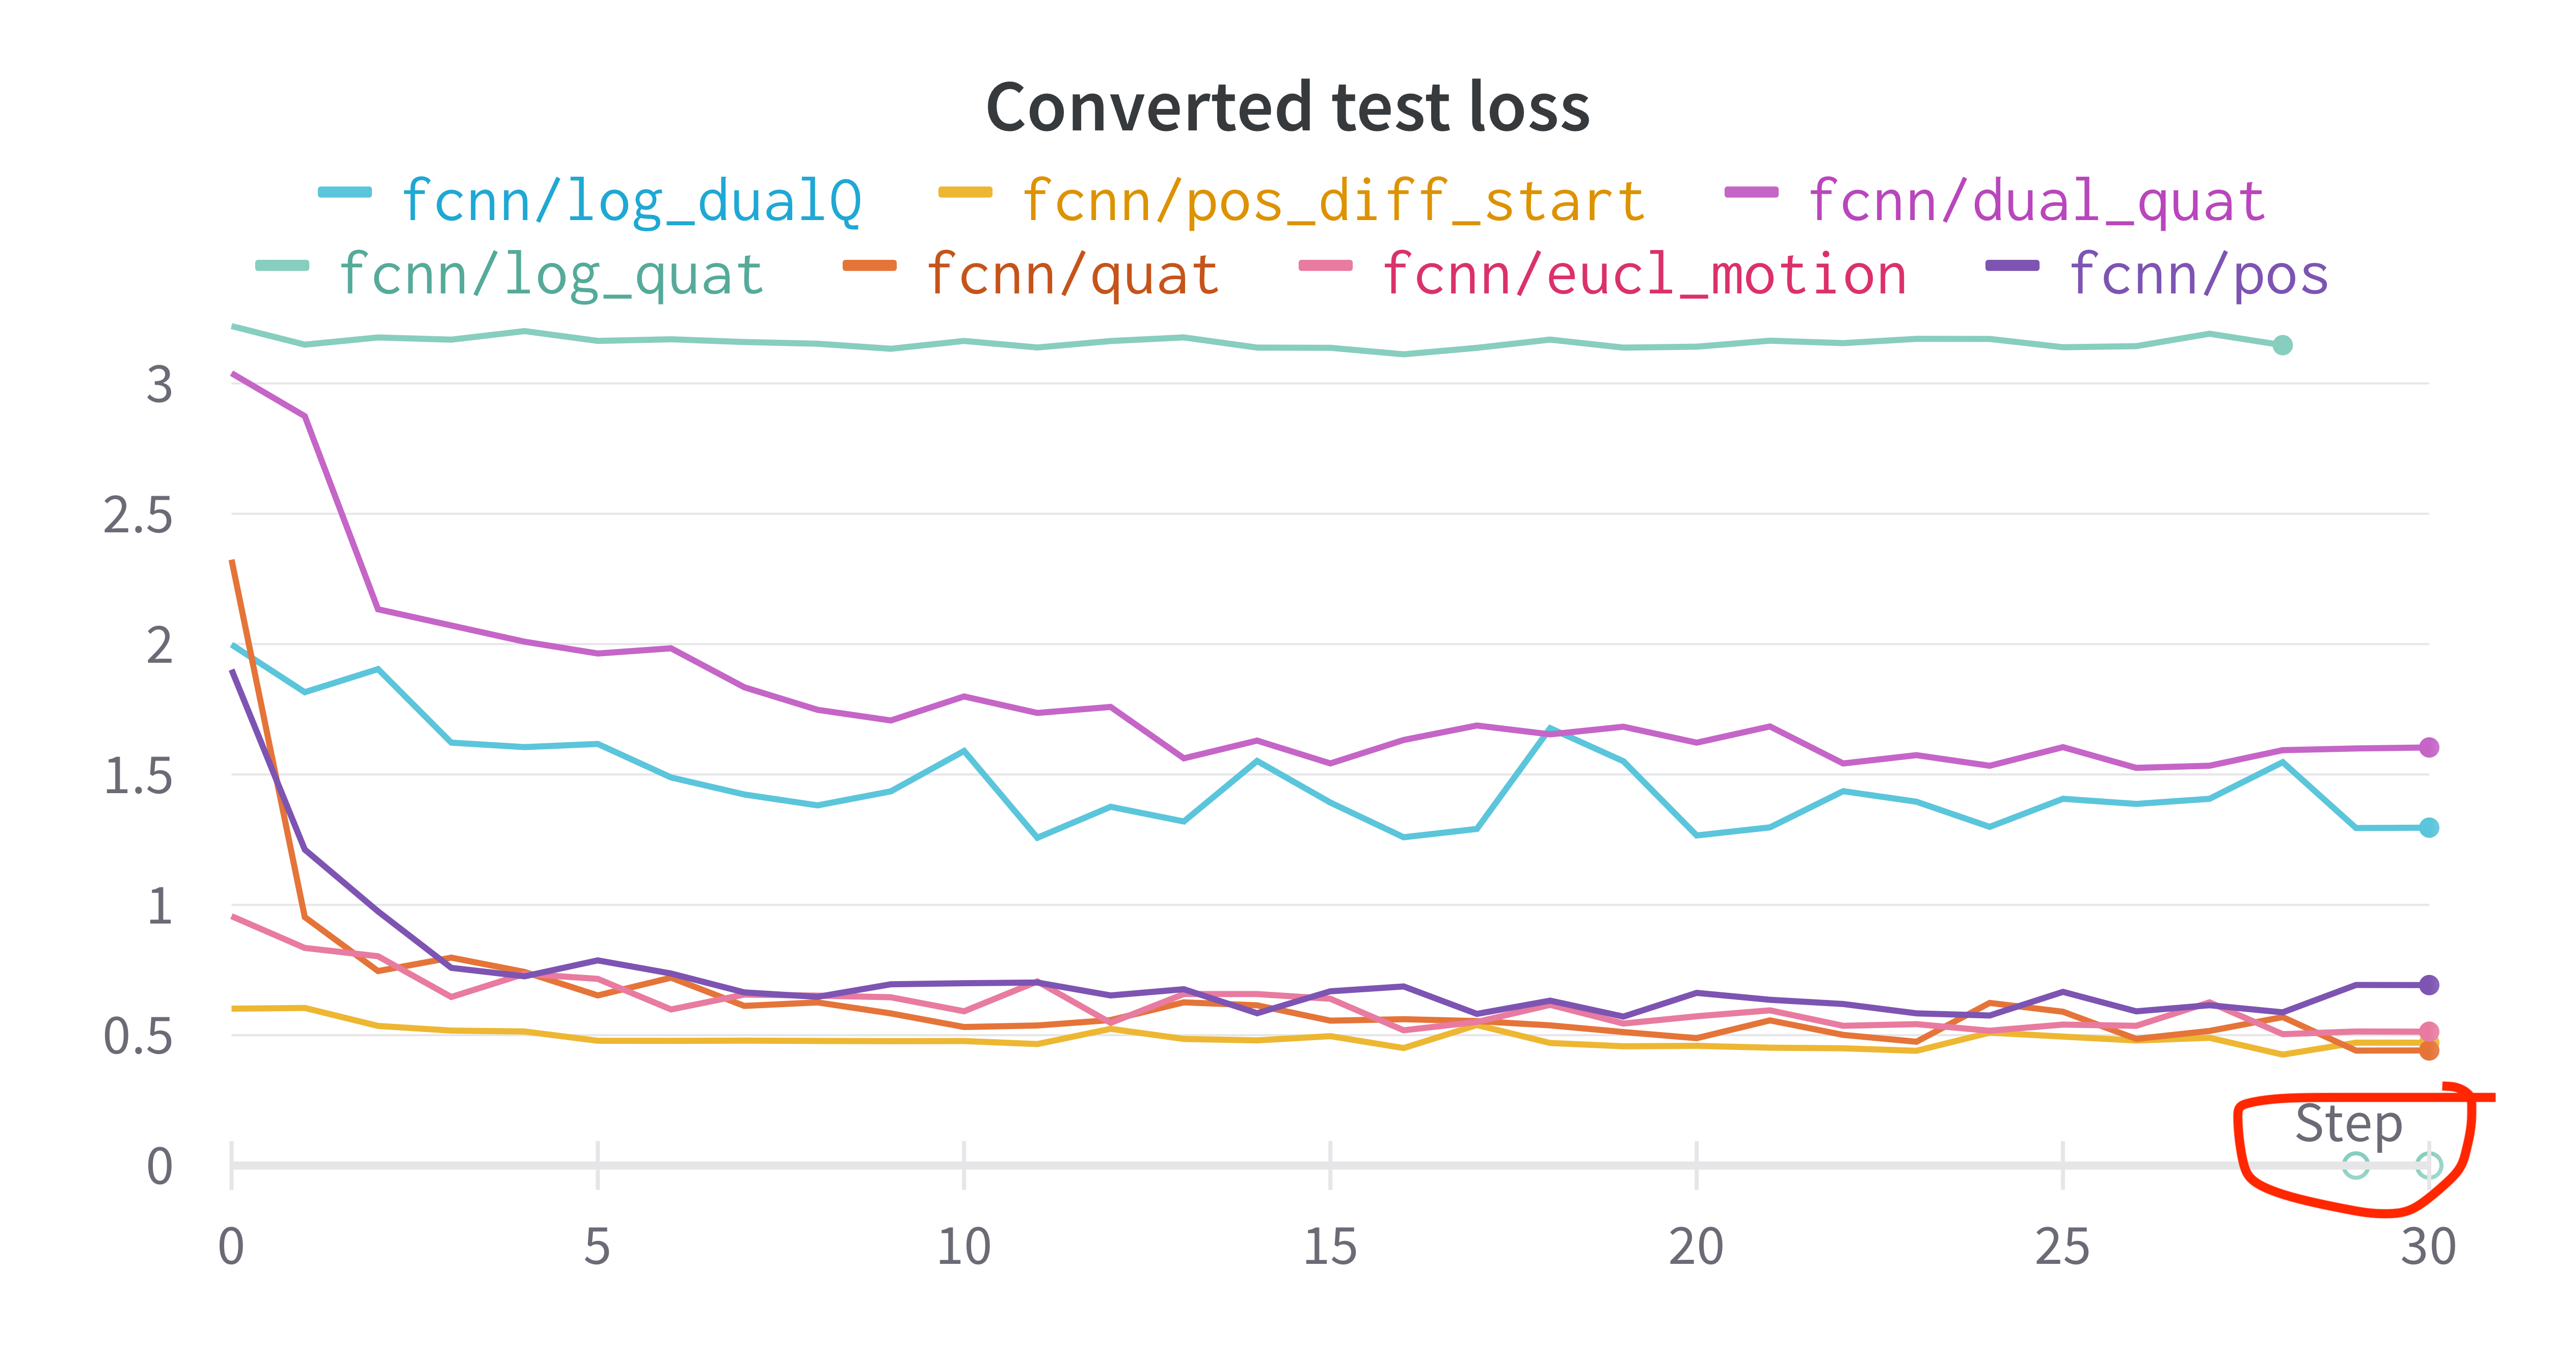 Converted test loss
fcnn/log_dualQ fcnn/pos_diff_start fcnn/dual_quat
fcnn/log_quat fcnn/quat fcnn/eucl_motion fcnn/pos
3
2.5
2
1.5
1
0.5
Step
0
0 5 10 15 20 25 30